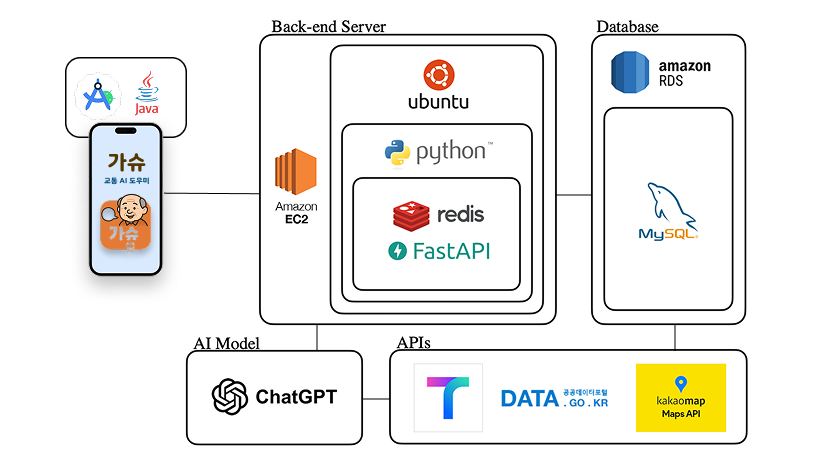 Back-end Server
Database
Java
가슈
교통 AI 도우미
가슈
ubuntu
python™
Amazon
EC2
redis
FastAPI
amazon
RDS
MySQL®
AI Model
APIs
ChatGPT
T
DATA 공공데이터포털
.GO.KR
kakaomap
Maps API